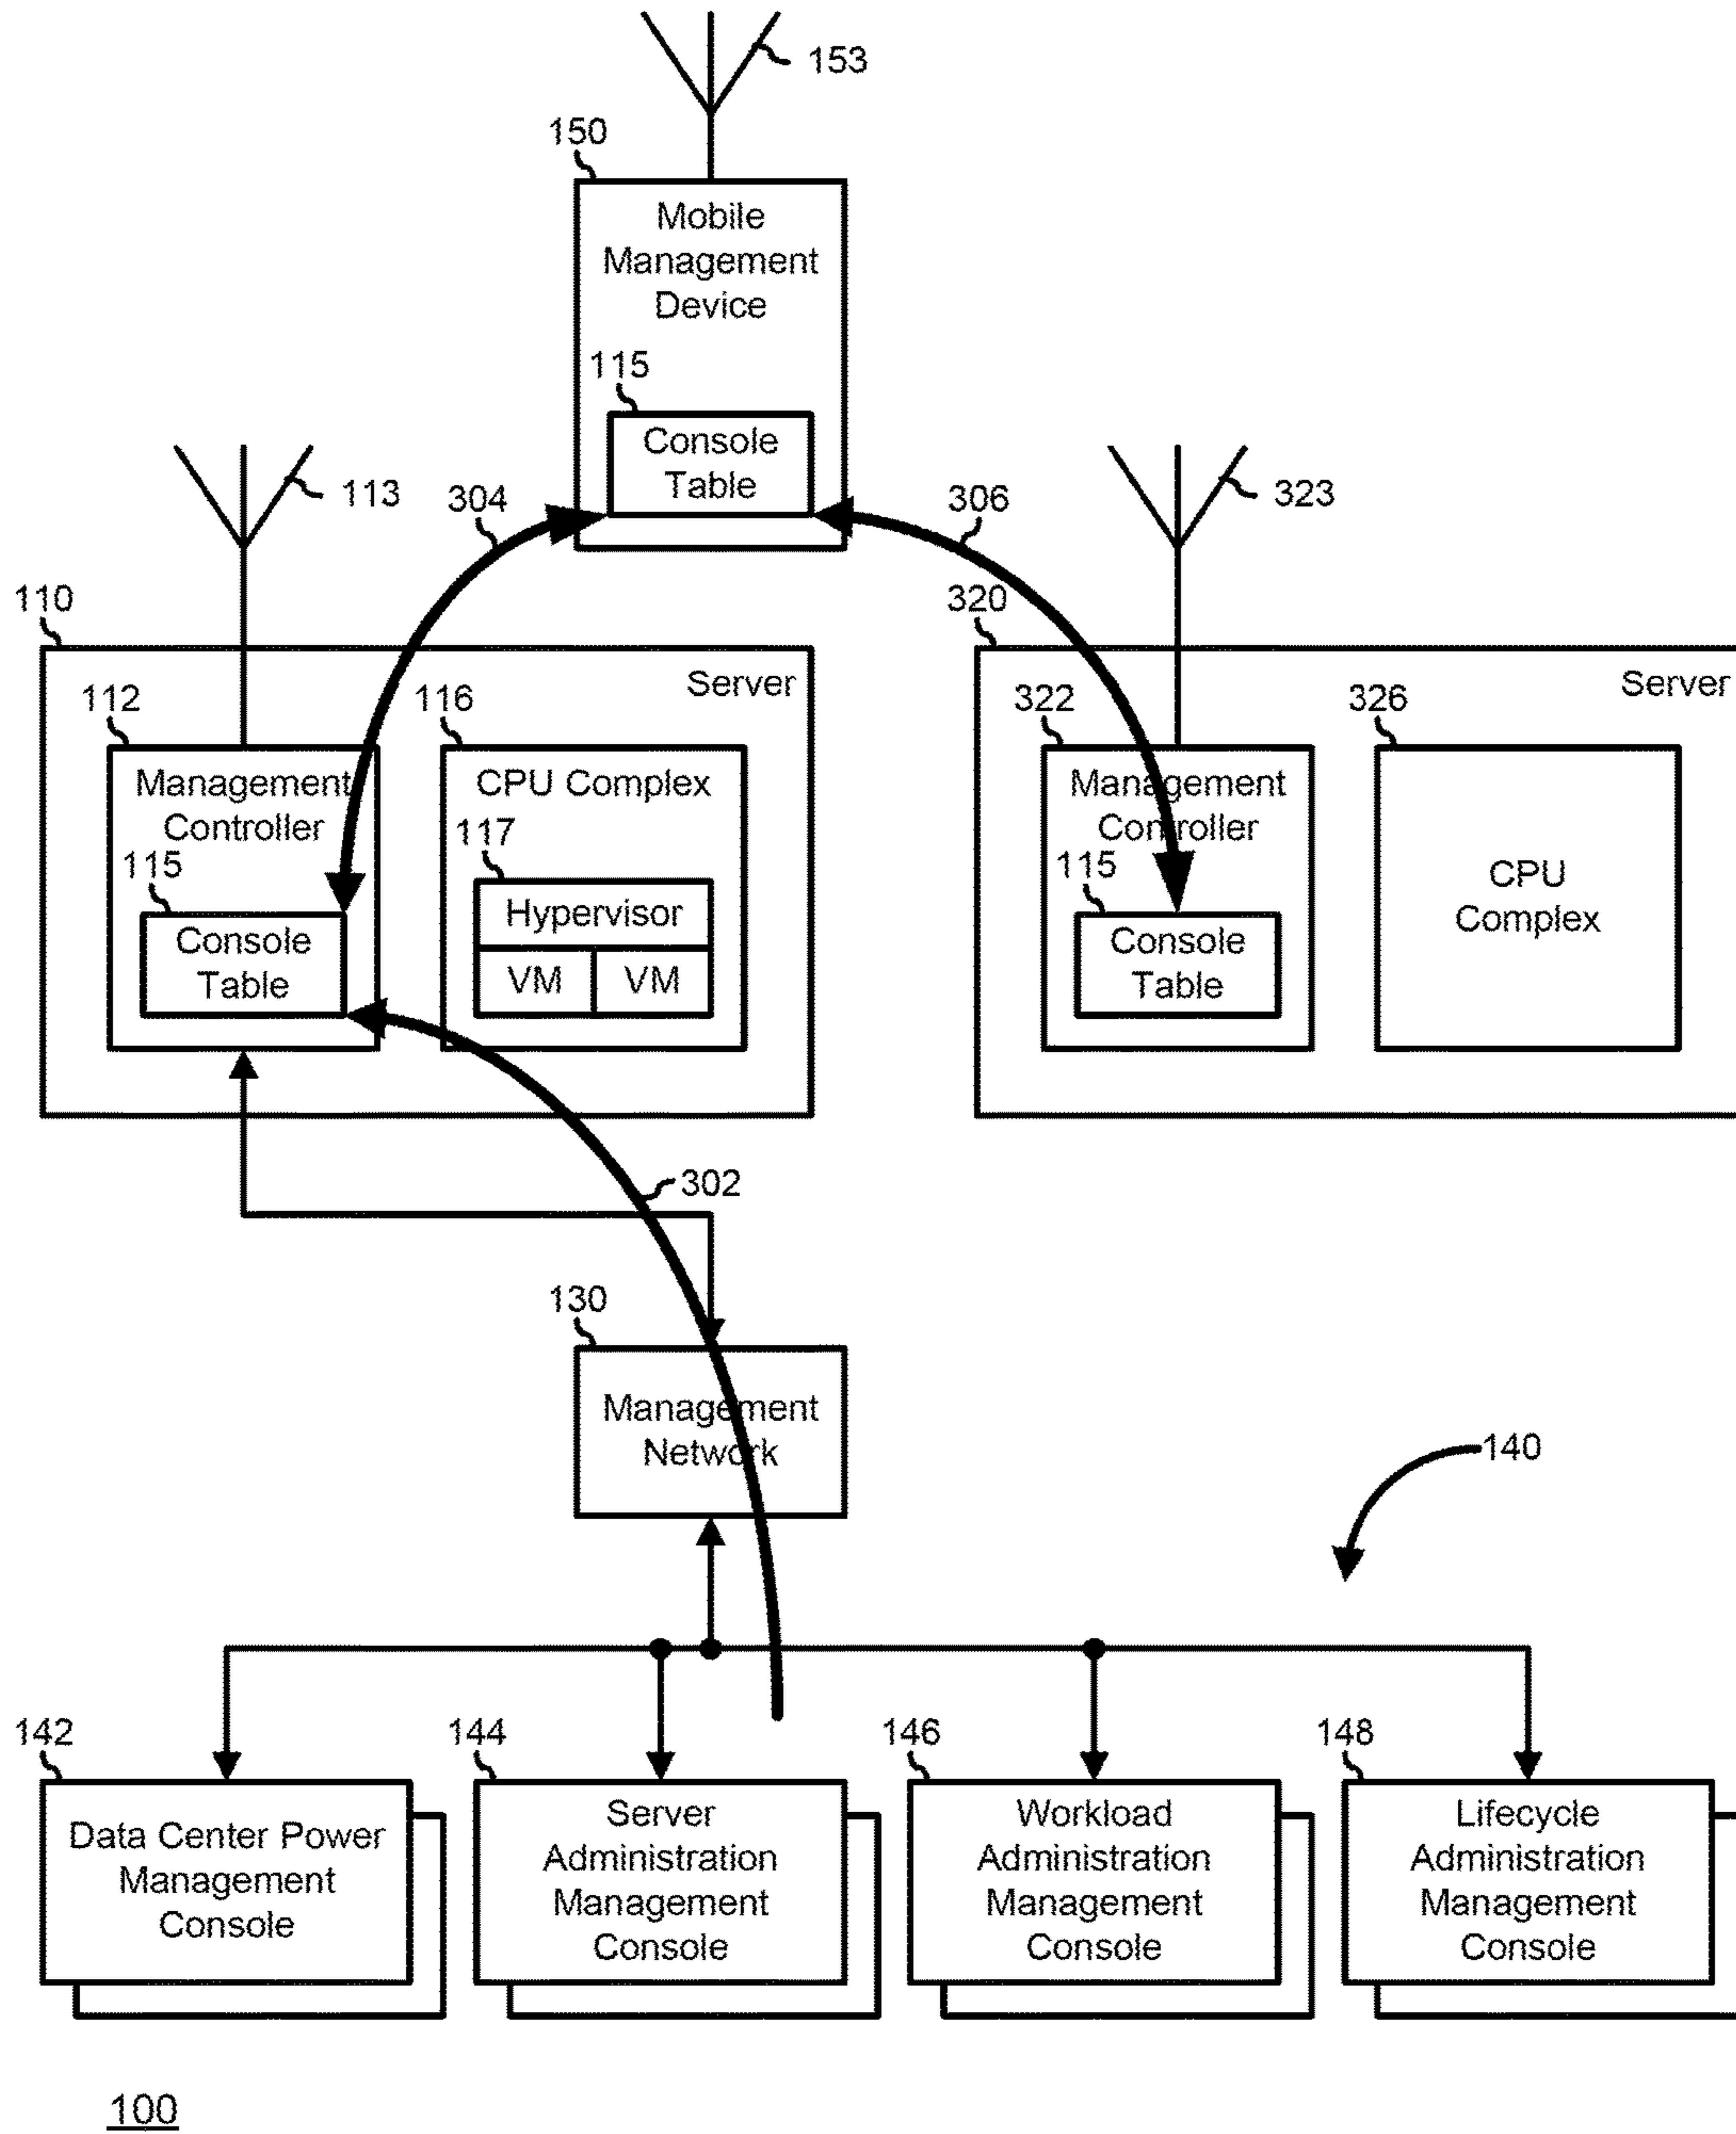 153
150
Mobile
Management
Device
115
Console
Table
113
304
306
323
110
320
Server
Server
112
116
322
326
Management
Controller
CPU Complex
Management
Controller
117
115
115
Hypervisor
CPU
Complex
Console
Table
VM
VM
Console
Table
302
130
Management
Network
140
142
144
146
148
Data Center Power
Management
Console
Server
Administration
Management
Console
Workload
Administration
Management
Console
Lifecycle
Administration
Management
Console
100